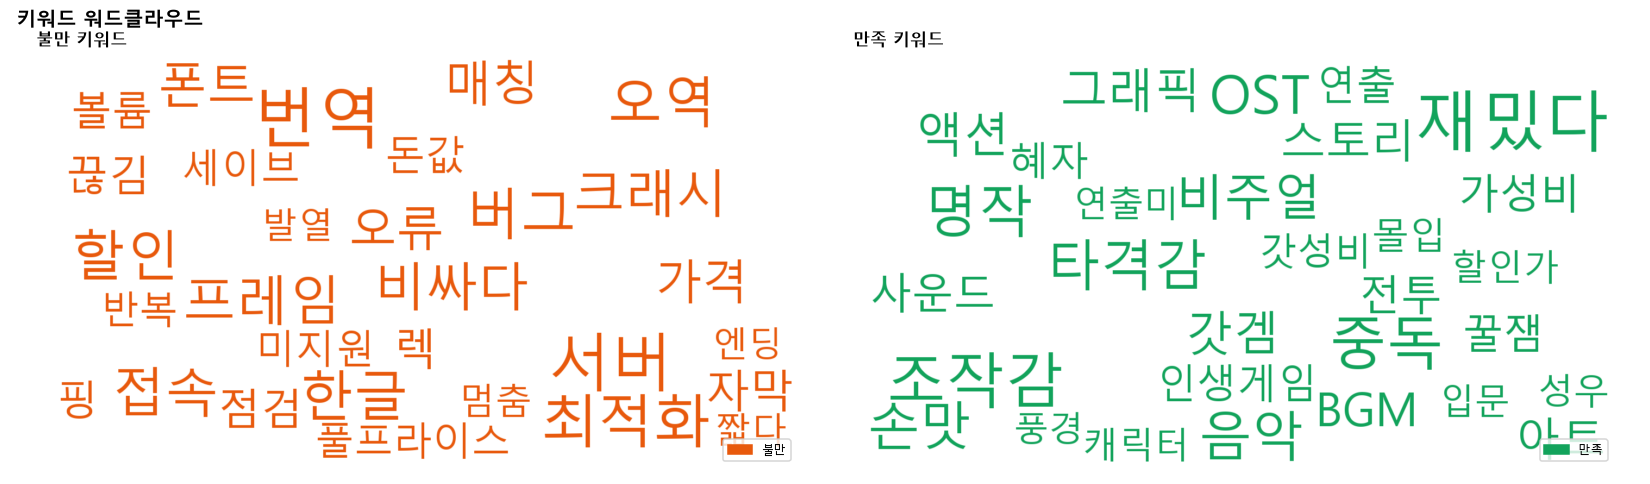 키워드 워드클라우드
불만 키워드
폰트 매칭
볼륨 번역 오역
끊김 세이브 돈값
버그 크래시
발열 오류
할인 비싸다 가격
반복 프레임
미지원 렉 서버 엔딩
핑 접속 점검 한글 멈춤 자막
풀프라이스 최적화 짧다
불만
만족 키워드
그래픽 OST 연출
액션 스토리 재밌다
혜자
명작 연출미 비주얼 가성비
타격감 갓성비 몰입 할인가
사운드 전투
갓겜 중독 꿀잼
조작감 인생게임 입문 성우
손맛 풍경 캐릭터 음악 BGM 아트
만족